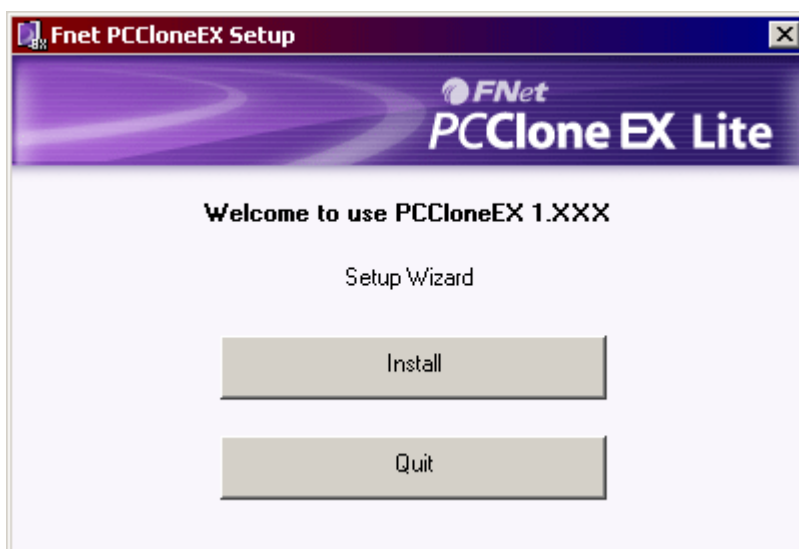 Fnet PCCloneEX Setup
FNet
PCClone EX Lite
Welcome to use PCCloneEX 1.XXX
Setup Wizard
Install
Quit